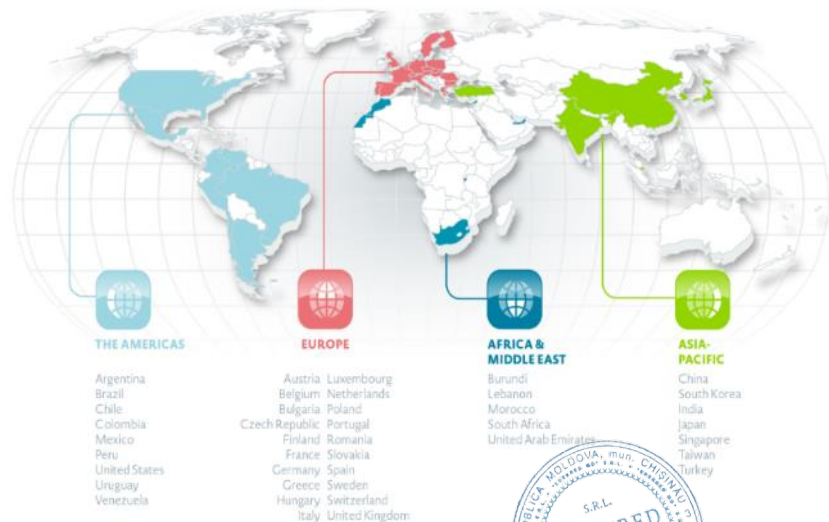 THE AMERICAS
Argentina
Brazil
Chile
Colombia
Mexico
Peru
United States
Uruguay
Venezuela
EUROPE
Austria Luxembourg
Belgium Netherlands
Bulgaria Poland
Czech Republic Portugal
Finland Romania
France Slovakia
Germany Spain
Greece Sweden
Hungary Switzerland
Italy United Kingdom
AFRICA &
MIDDLE EAST
Burundi
Lebanon
Morocco
South Africa
United Arab Emirates
ASIA-
PACIFIC
China
South Korea
India
Japan
Singapore
Taiwan
Turkey
MOLDOVA, mun. CHIȘINĂU
S.R.L.